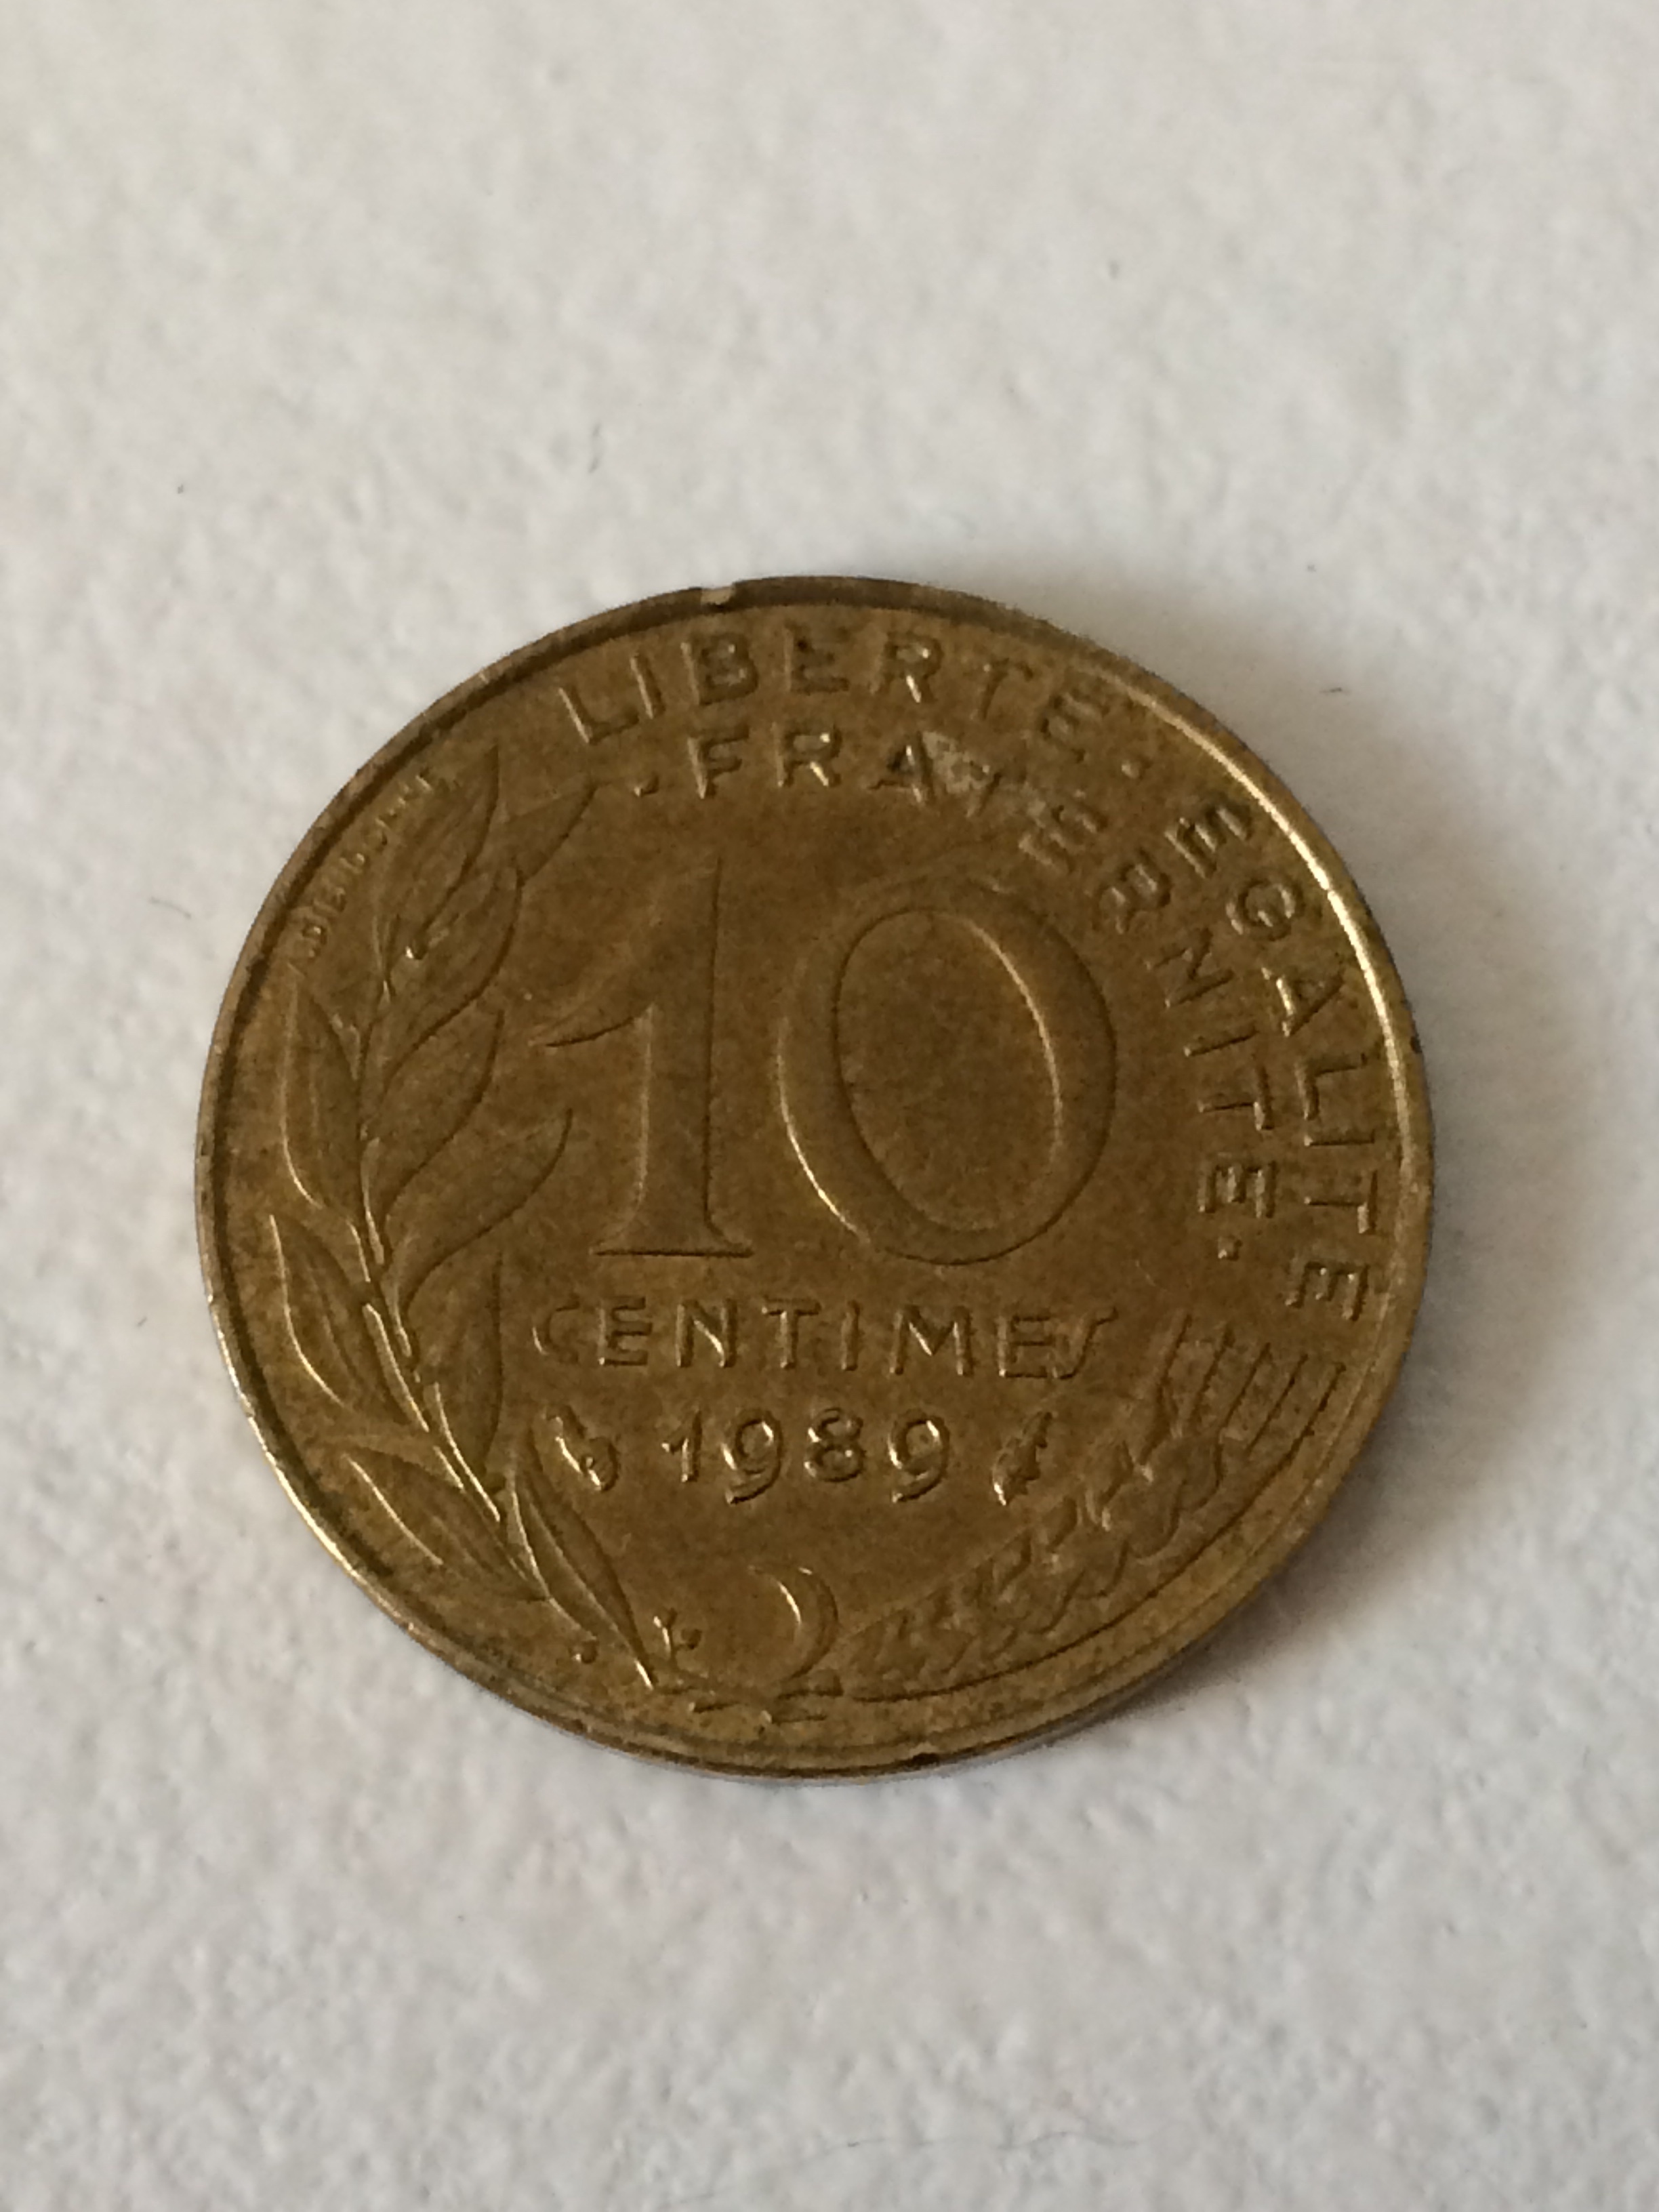 LIBERTE · EGALITE
· FRATERNITE ·
10
CENTIMES
1989